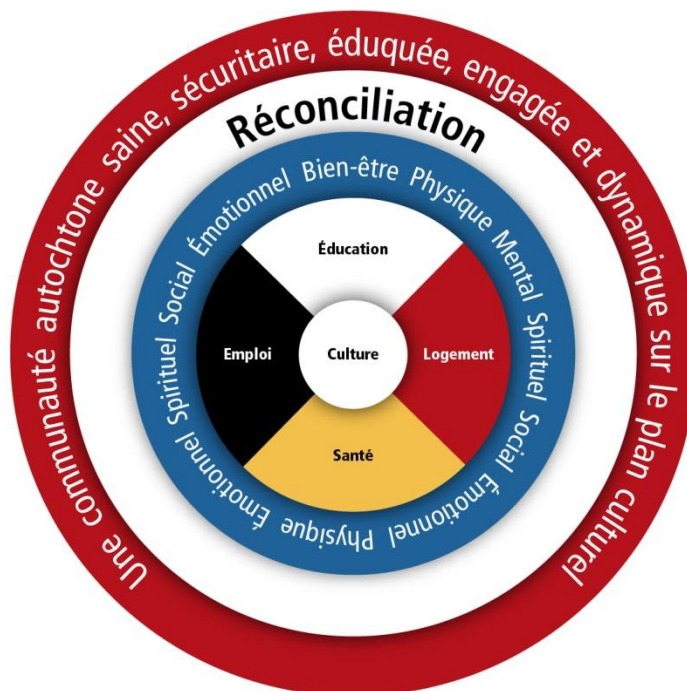 Une communauté autochtone saine, sécuritaire, éduquée, engagée et dynamique sur le plan culturel
Réconciliation
Émotionnel Bien-être Physique Mental Spirituel Social Émotionnel Physique Émotionnel Spirituel Social
Éducation
Emploi
Culture
Logement
Santé